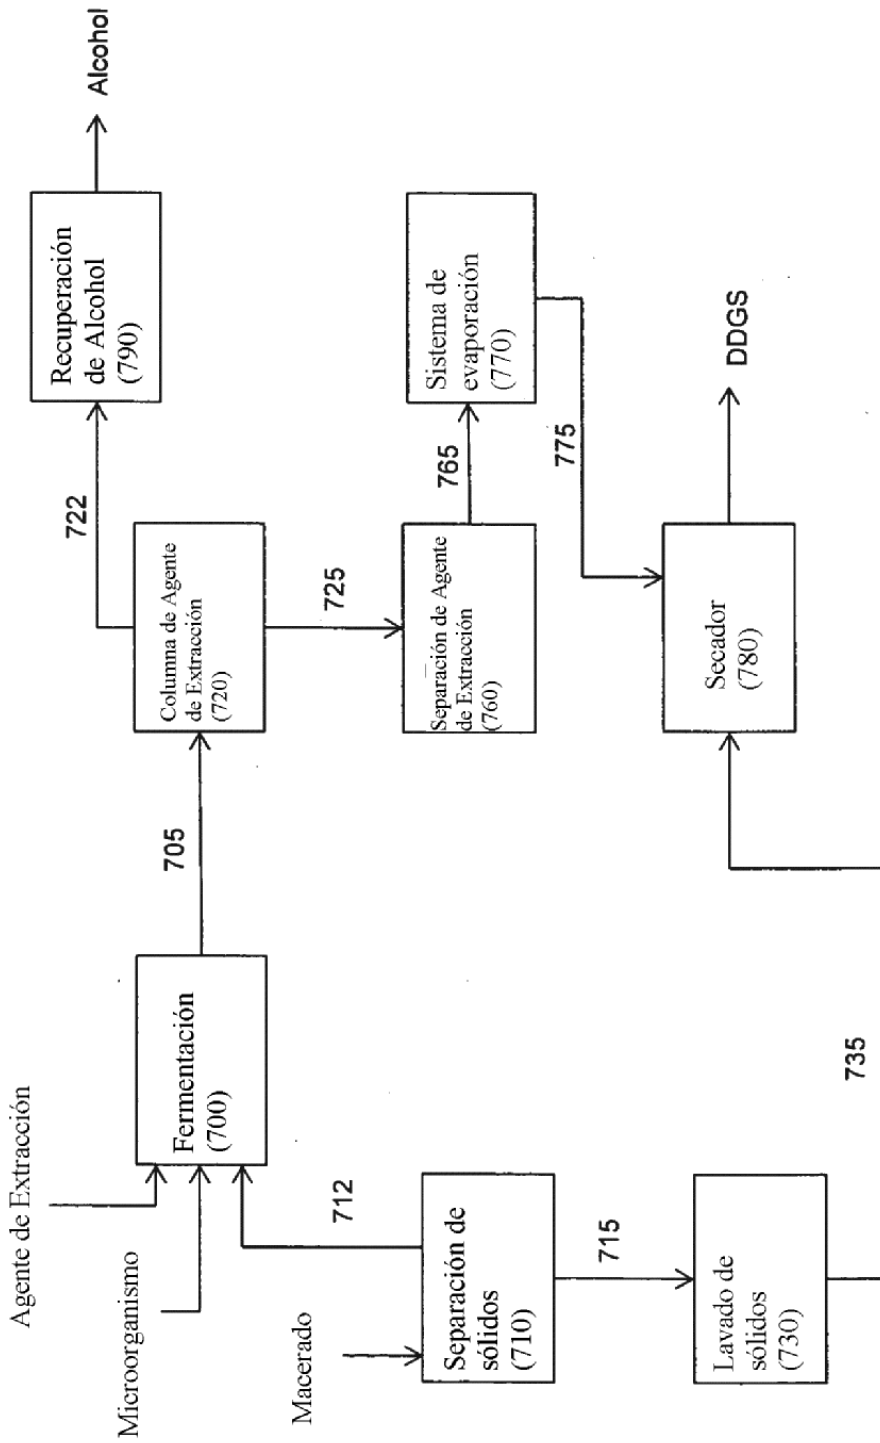 Agente de Extracción
Microorganismo
Macerado
Fermentación
(700)
705
Columna de Agente
de Extracción
(720)
722
Recuperación
de Alcohol
(790)
Alcohol
712
725
Separación de
sólidos
(710)
Separación de Agente
de Extracción
(760)
765
Sistema de
evaporación
(770)
715
775
Lavado de
sólidos
(730)
Secador
(780)
DDGS
735